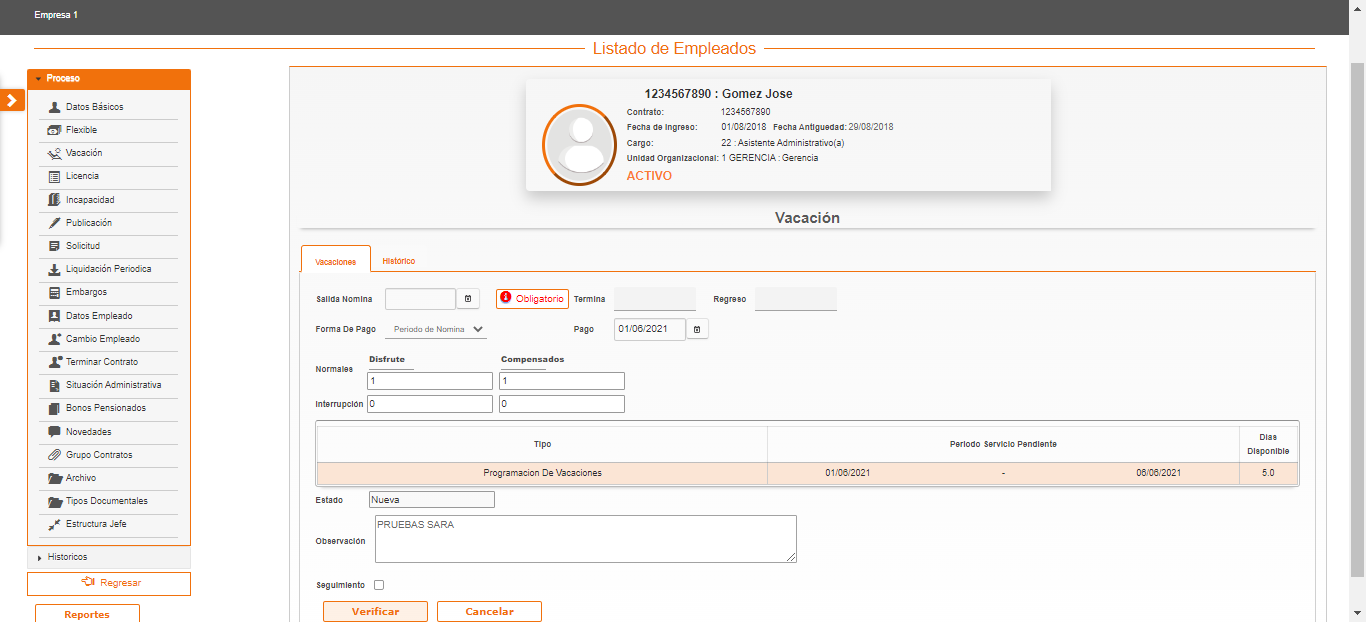 Empresa 1
Listado de Empleados
Proceso
Datos Básicos
Flexible
Vacación
Licencia
Incapacidad
Publicación
Solicitud
Liquidación Periodica
Embargos
Datos Empleado
Cambio Empleado
Terminar Contrato
Situación Administrativa
Bonos Pensionados
Novedades
Grupo Contratos
Archivo
Tipos Documentales
Estructura Jefe
Historicos
Regresar
Reportes
1234567890 : Gomez Jose
Contrato: 1234567890
Fecha de Ingreso: 01/08/2018 Fecha Antiguedad: 29/08/2018
Cargo: 22 : Asistente Administrativo(a)
Unidad Organizacional: 1 GERENCIA : Gerencia
ACTIVO
Vacación
Vacaciones Histórico
Salida Nomina Obligatorio Termina Regreso
Forma De Pago Periodo de Nomina Pago 01/06/2021
Disfrute Compensados
Normales 1 1
Interrupción 0 0
Tipo Periodo Servicio Pendiente Dias Disponible
Programacion De Vacaciones 01/06/2021 - 06/06/2021 5.0
Estado Nueva
Observación PRUEBAS SARA
Seguimiento
Verificar Cancelar